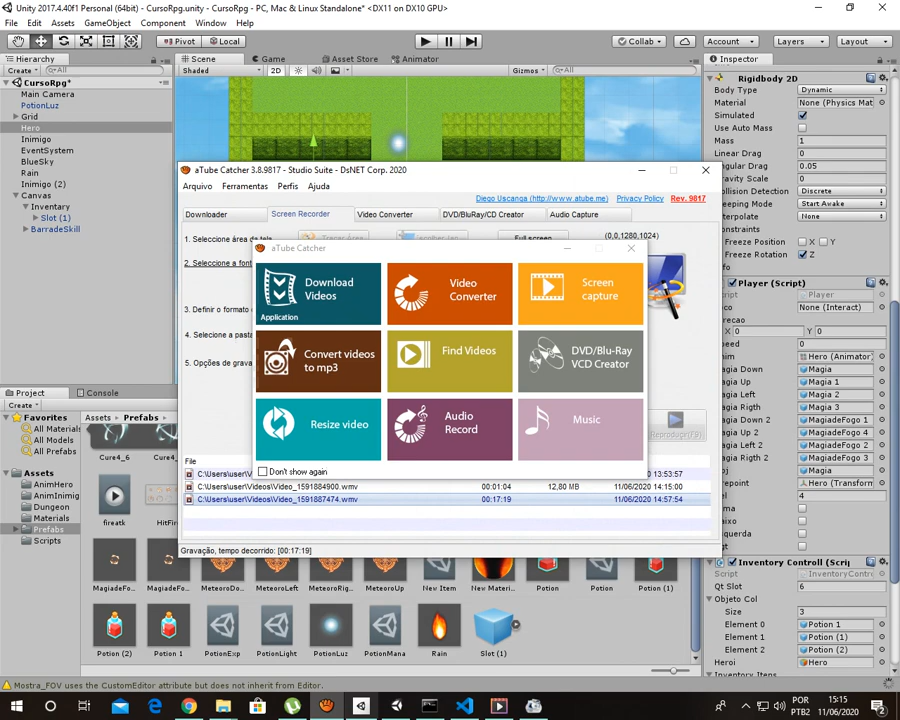 Unity 2017.4.40f1 Personal (64bit) - CursoRpg.unity - CursoRpg - PC, Mac & Linux Standalone* <DX11 on DX10 GPU>
File Edit Assets GameObject Component Window Help
Pivot Local Collab Account Layers Layout
Hierarchy
Create All
CursoRpg*
Main Camera
PotionLuz
Grid
Hero
Inimigo
EventSystem
BlueSky
Rain
Inimigo (2)
Canvas
Inventory
Slot (1)
BarradeSkill
Scene Game Asset Store Animator
Shaded 2D Gizmos All
aTube Catcher 3.8.9817 - Studio Suite - DsNET Corp. 2020
Arquivo Ferramentas Perfis Ajuda
Diego Uscanga (http://www.atube.me) Privacy Policy Rev. 9817
Downloader Screen Recorder Video Converter DVD/BluRay/CD Creator Audio Capture
1. Seleccione área da tela
(0,0,1280,1024)
2. Seleccione a font
3. Definir o formato
4. Selecione a pasta
5. Opções de grava
aTube Catcher
Download
Videos
Application
Video
Converter
Screen
capture
Convert videos
to mp3
Find Videos
DVD/Blu-Ray
VCD Creator
Resize video
Audio
Record
Music
Don't show again
Reproduzir(F9)
File
C:\Users\user\V
13:53:57
C:\Users\user\Videos\Video_1591884900.wmv 00:01:04 12,80 MB 11/06/2020 14:15:00
C:\Users\user\Videos\Video_1591887474.wmv 00:17:19 11/06/2020 14:57:54
Gravação, tempo decorrido: [00:17:19]
Inspector
Rigidbody 2D
Body Type Dynamic
Material None (Physics Mat
Simulated
Use Auto Mass
Mass 1
Linear Drag 0
Angular Drag 0.05
Gravity Scale 0
Collision Detection Discrete
Sleeping Mode Start Awake
Interpolate None
Constraints
Freeze Position X Y
Freeze Rotation Z
Info
Player (Script)
Script Player
None (Interact)
X 0 Y 0
Speed 0
Anim Hero (Animator)
Magia Down Magia
Magia Up Magia 1
Magia Left Magia 2
Magia Rigth Magia 3
Magia Down 2 MagiadeFogo 1
Magia Up 2 MagiadeFogo 4
Magia Left 2 MagiadeFogo 2
Magia Rigth 2 MagiadeFogo 3
Magia
Hero (Transform
4
Inventory Controll (Scrip
Script InventoryContr
Qt Slot 6
Objeto Col
Size 3
Element 0 Potion 1
Element 1 Potion (1)
Element 2 Potion (2)
Heroi Hero
Inventory Items
Project Console
Create
Favorites
All Materials
All Models
All Prefabs
Assets
AnimHero
AnimInimig
Dungeon
Materials
Prefabs
Scripts
Assets Prefabs
Cure4_6
fireatk HitFir
MagiadeFo... MagiadeFo... MeteoroDo... MeteoroLeft MeteoroRig... MeteoroUp New Item New Materi... Potion Potion Potion (1)
Potion (2) Potion 1 PotionExp PotionLight PotionLuz PotionMana Rain Slot (1)
Mostra_FOV uses the CustomEditor attribute but does not inherit from Editor.
POR
PTB2
15:15
11/06/2020
2